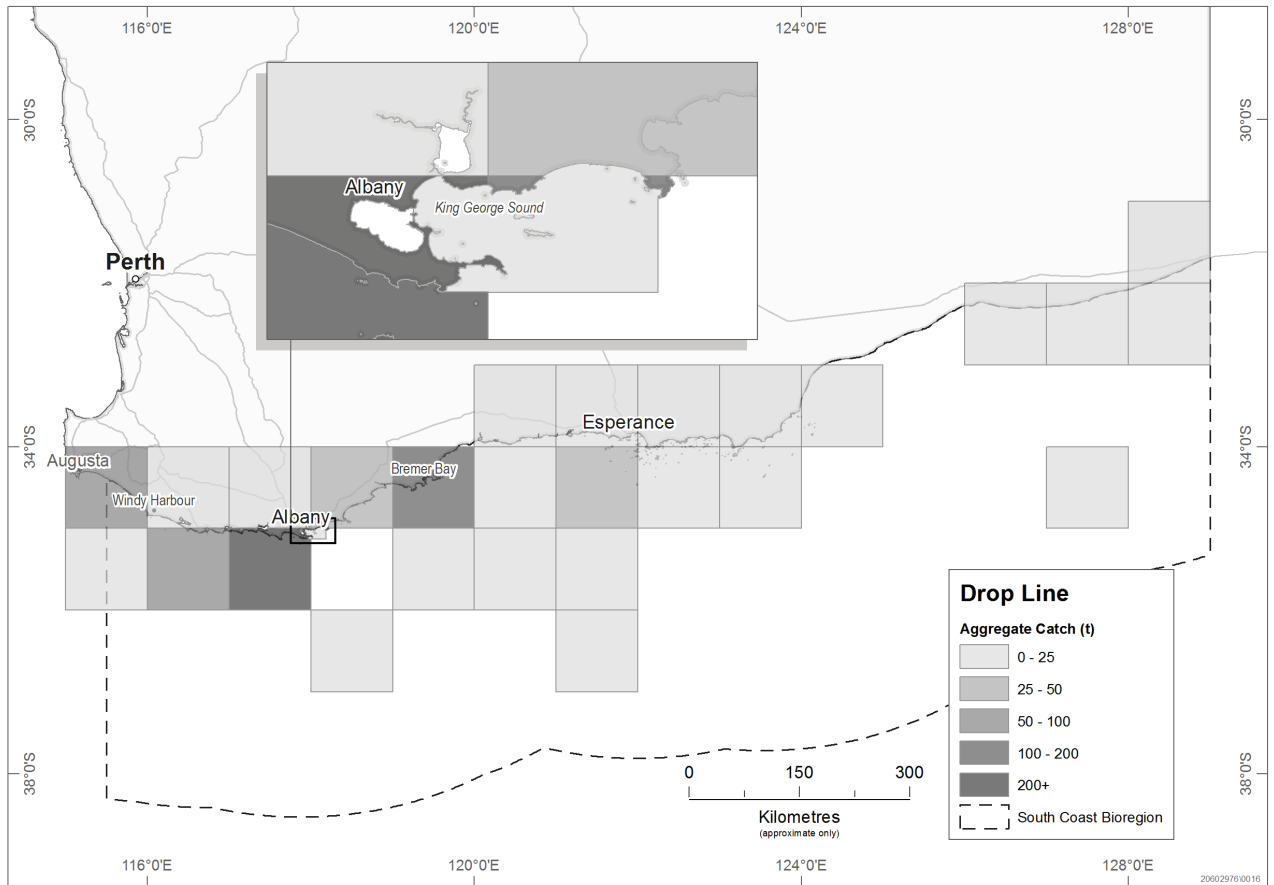 116°0'E 120°0'E 124°0'E 128°0'E
30°0'S 30°0'S
Albany
King George Sound
Perth
Esperance
34°0'S 34°0'S
Augusta
Bremer Bay
Windy Harbour
Albany
Drop Line
Aggregate Catch (t)
0 - 25
25 - 50
50 - 100
100 - 200
200+
South Coast Bioregion
38°0'S 38°0'S
0 150 300
Kilometres
(approximate only)
116°0'E 120°0'E 124°0'E 128°0'E
20602976\0016